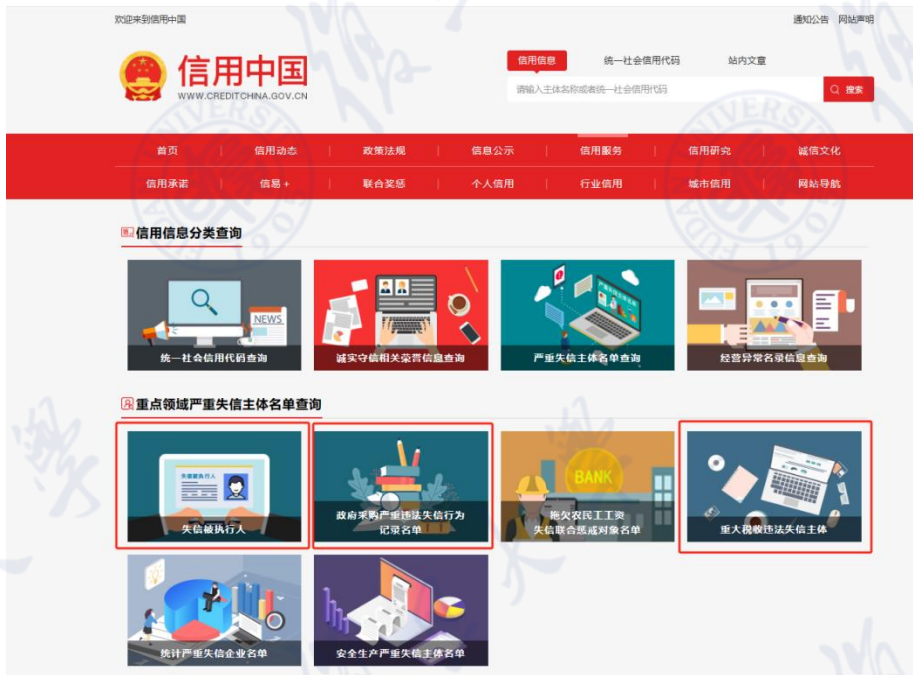 欢迎来到信用中国
通知公告 网站声明
信用中国
WWW.CREDITCHINA.GOV.CN
信用信息 统一社会信用代码 站内文章
请输入主体名称或者统一社会信用代码 搜索
首页 信用动态 政策法规 信息公示 信用服务 信用研究 诚信文化
信用承诺 信易+ 联合奖惩 个人信用 行业信用 城市信用 网站导航
信用信息分类查询
NEWS
严重失信主体名单
统一社会信用代码查询 诚实守信相关荣誉信息查询 严重失信主体名单查询 经营异常名录信息查询
重点领域严重失信主体名单查询
失信被执行人
BANK
失信被执行人
政府采购严重违法失信行为
记录名单
拖欠农民工工资
失信联合惩戒对象名单
重大税收违法失信主体
统计严重失信企业名单 安全生产严重失信主体名单